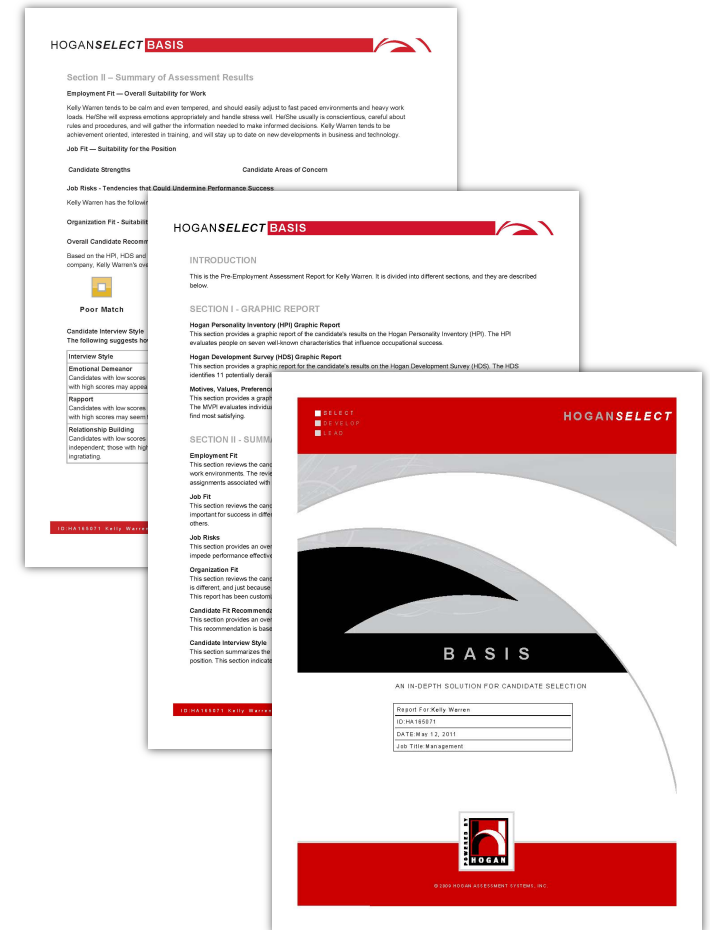 HOGANSELECT BASIS
Section II – Summary of Assessment Results
Employment Fit — Overall Suitability for Work
Kelly Warren tends to be calm and even tempered, and should easily adjust to fast paced environments and heavy work
loads. He/She will express emotions appropriately and handle stress well. He/She usually is conscientious, careful about
rules and procedures, and will gather the information needed to make informed decisions. Kelly Warren tends to be
achievement oriented, interested in training, and will stay up to date on new developments in business and technology.
Job Fit — Suitability for the Position
Candidate Strengths Candidate Areas of Concern
Job Risks - Tendencies that Could Undermine Performance Success
Kelly Warren has the followin
Organization Fit - Suitabilit
Overall Candidate Recomm
Based on the HPI, HDS and
company, Kelly Warren's ove
Poor Match
Candidate Interview Style
The following suggests how
Interview Style
Emotional Demeanor
Candidates with low scores
with high scores may appea
Rapport
Candidates with low scores
with high scores may seem
Relationship Building
Candidates with low scores
independent; those with high
ingratiating.
ID:HA165071 Kelly Warren
HOGANSELECT BASIS
INTRODUCTION
This is the Pre-Employment Assessment Report for Kelly Warren. It is divided into different sections, and they are described
below.
SECTION I - GRAPHIC REPORT
Hogan Personality Inventory (HPI) Graphic Report
This section provides a graphic report of the candidate's results on the Hogan Personality Inventory (HPI). The HPI
evaluates people on seven well-known characteristics that influence occupational success.
Hogan Development Survey (HDS) Graphic Report
This section provides a graphic report for the candidate's results on the Hogan Development Survey (HDS). The HDS
identifies 11 potentially derail
Motives, Values, Preferenc
This section provides a graph
The MVPI evaluates individua
find most satisfying.
SECTION II - SUMMA
Employment Fit
This section reviews the cand
work environments. The revie
assignments associated with
Job Fit
This section reviews the cand
important for success in differ
others.
Job Risks
This section provides an over
impede performance effective
Organization Fit
This section reviews the cand
is different, and just because
This report has been customi
Candidate Fit Recommenda
This section provides an over
This recommendation is base
Candidate Interview Style
This section summarizes the
position. This section indicate
ID:HA165071 Kelly Warren
SELECT
DEVELOP
LEAD
HOGANSELECT
BASIS
AN IN-DEPTH SOLUTION FOR CANDIDATE SELECTION
Report For:Kelly Warren
ID:HA165071
DATE:May 12, 2011
Job Title:Management
POWERED BY
HOGAN
© 2009 HOGAN ASSESSMENT SYSTEMS, INC.